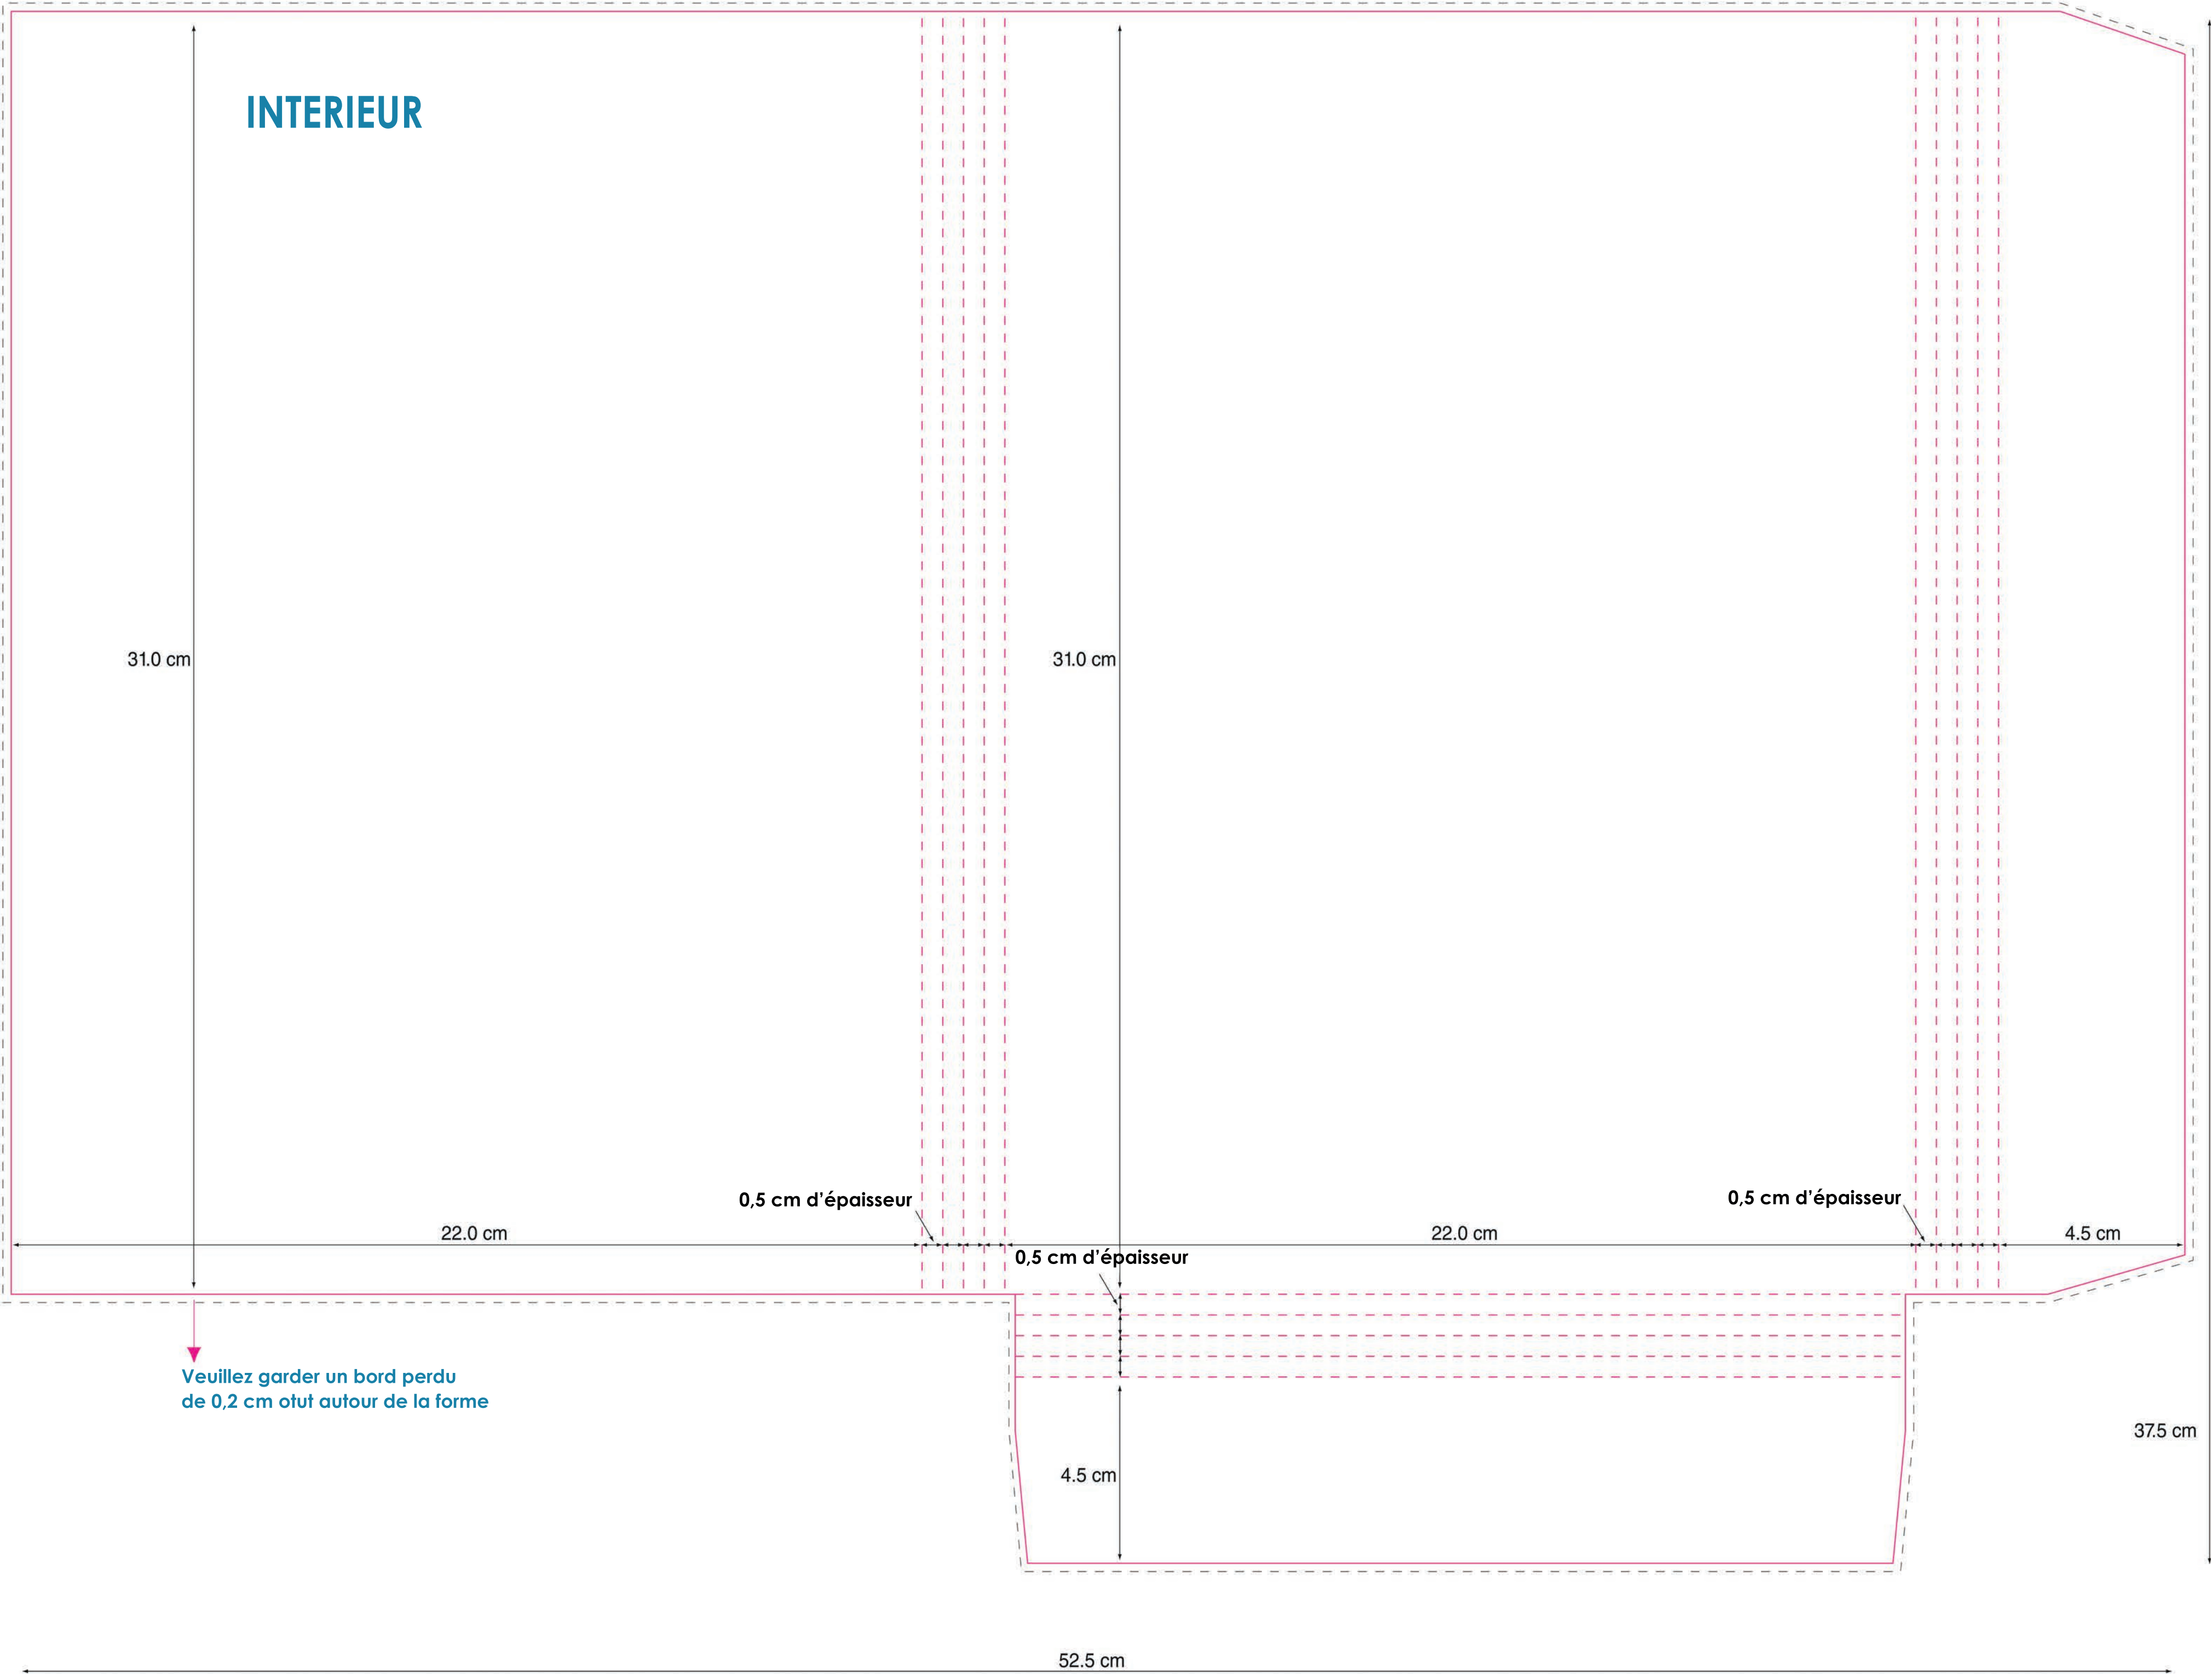 INTERIEUR
31.0 cm
31.0 cm
0,5 cm d’épaisseur
0,5 cm d’épaisseur
22.0 cm
22.0 cm
4.5 cm
0,5 cm d’épaisseur
Veuillez garder un bord perdu
de 0,2 cm otut autour de la forme
37.5 cm
4.5 cm
52.5 cm